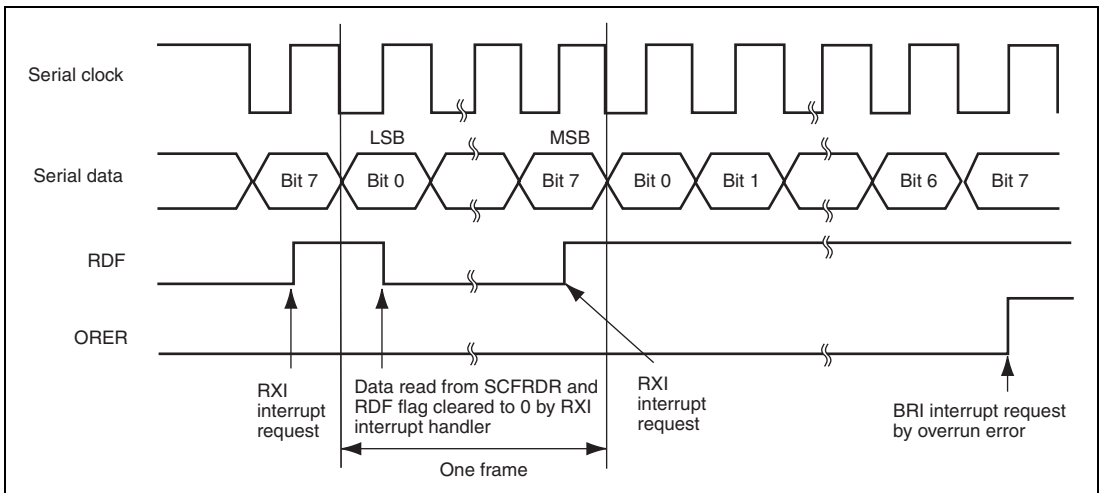 Serial clock
LSB
MSB
Serial data
Bit 7
Bit 0
Bit 7
Bit 0
Bit 1
Bit 6
Bit 7
RDF
ORER
RXI
interrupt
request
Data read from SCFRDR and
RDF flag cleared to 0 by RXI
interrupt handler
RXI
interrupt
request
BRI interrupt request
by overrun error
One frame